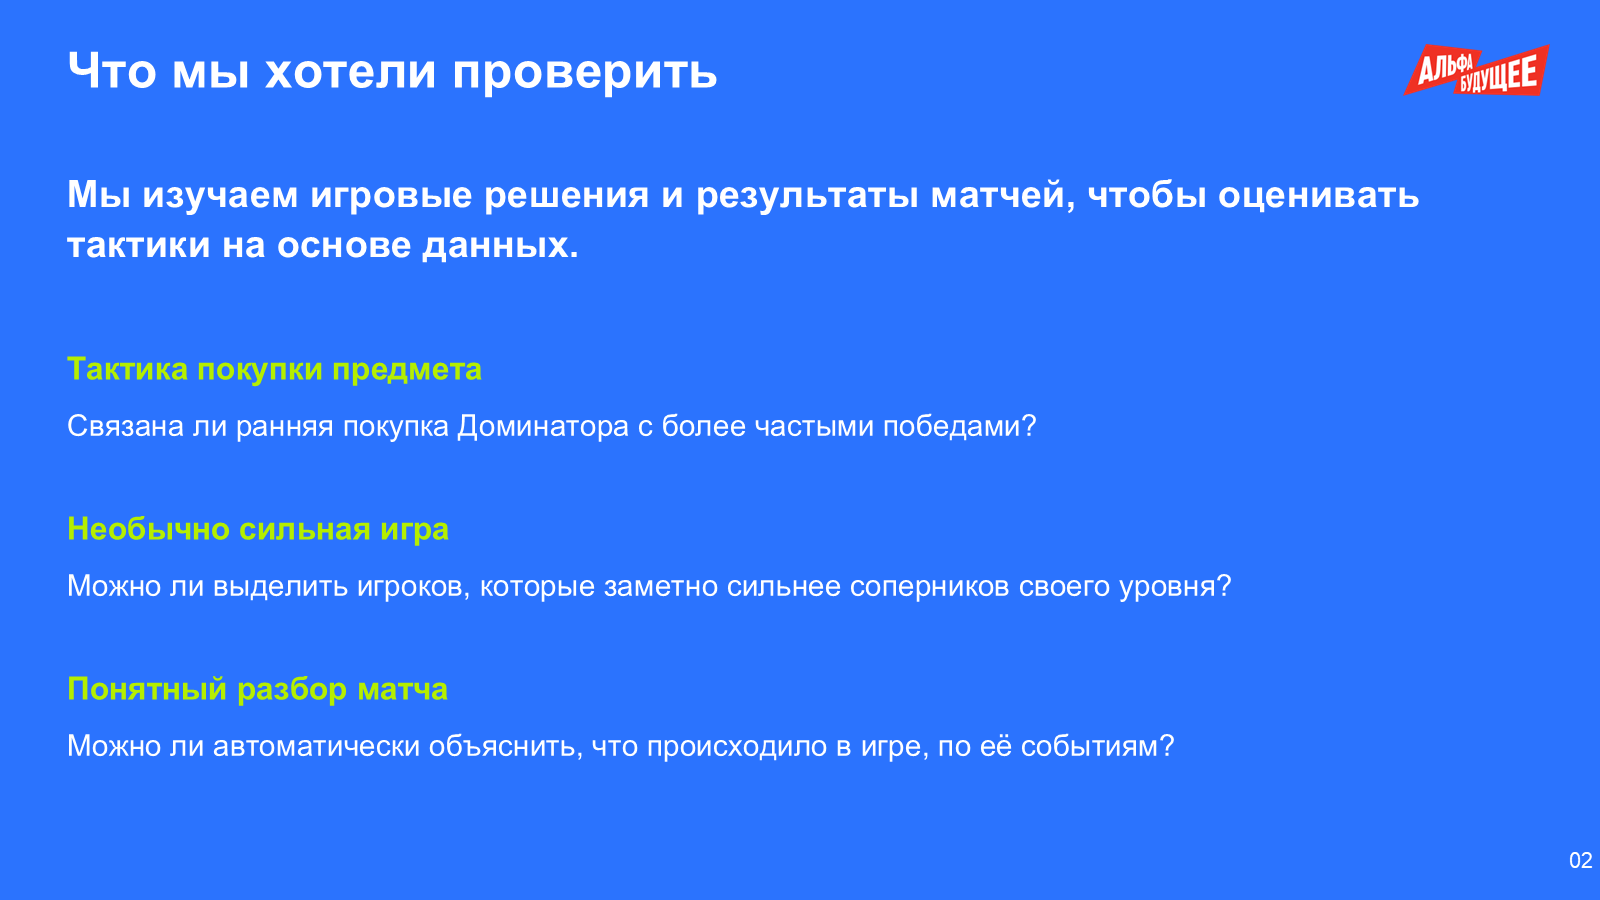 Что мы хотели проверить
АЛЬФА
БУДУЩЕЕ
Мы изучаем игровые решения и результаты матчей, чтобы оценивать
тактики на основе данных.
Тактика покупки предмета
Связана ли ранняя покупка Доминатора с более частыми победами?
Необычно сильная игра
Можно ли выделить игроков, которые заметно сильнее соперников своего уровня?
Понятный разбор матча
Можно ли автоматически объяснить, что происходило в игре, по её событиям?
02